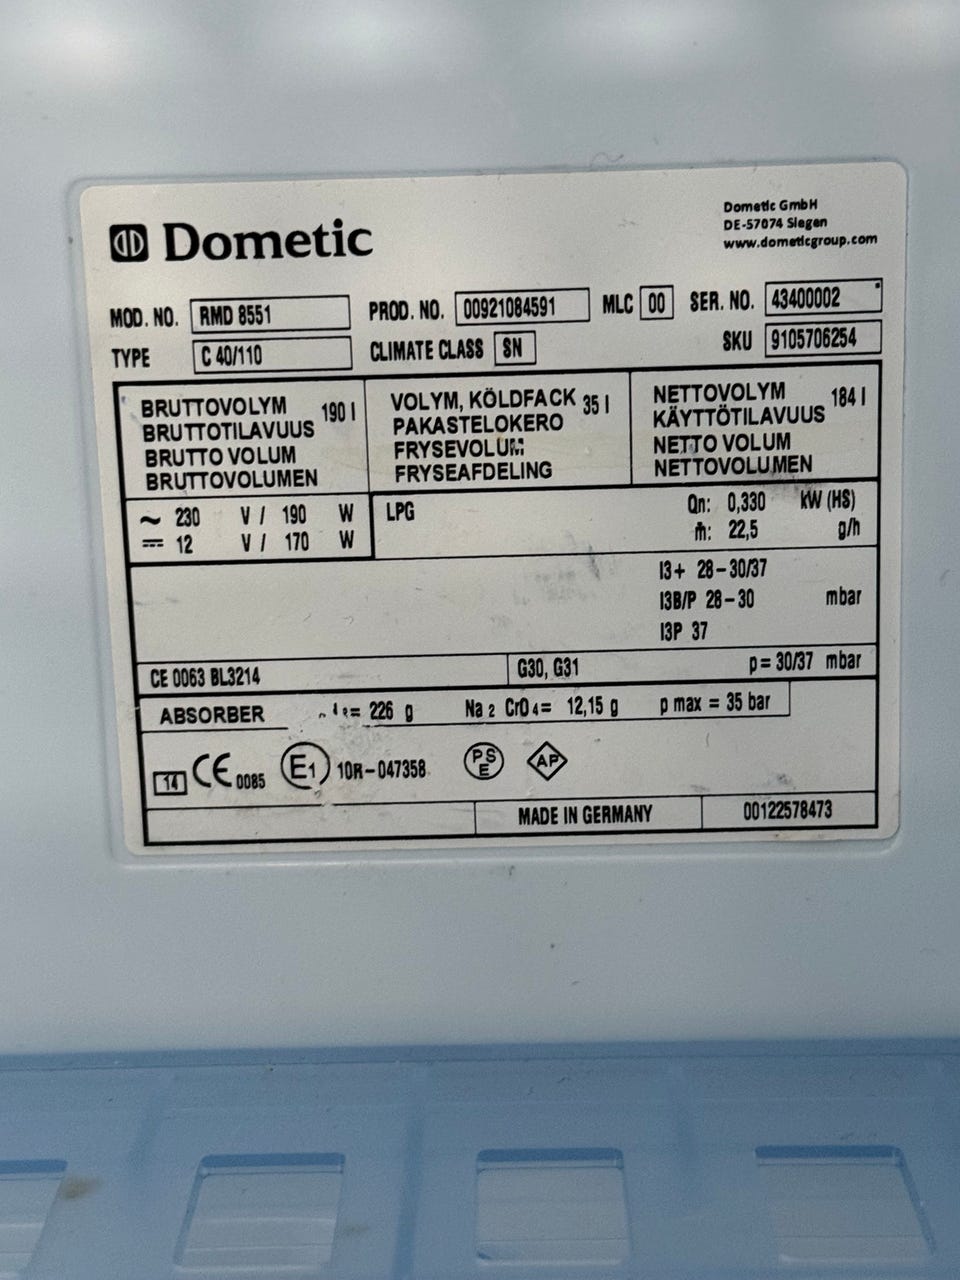 Dometic
Dometic GmbH
DE-57074 Siegen
www.dometicgroup.com
MOD. NO. RMD 8551 PROD. NO. 00921084591 MLC 00 SER. NO. 43400002
TYPE C 40/110 CLIMATE CLASS SN SKU 9105706254
BRUTTOVOLYM 190 l
BRUTTOTILAVUUS
BRUTTO VOLUM
BRUTTOVOLUMEN
VOLYM, KÖLDFACK 35 l
PAKASTELOKERO
FRYSEVOLUM
FRYSEAFDELING
NETTOVOLYM 184 l
KÄYTTÖTILAVUUS
NETTO VOLUM
NETTOVOLUMEN
~ 230 V / 190 W
⎓ 12 V / 170 W
LPG Qn: 0,330 kW (HS)
ṁ: 22,5 g/h
I3+ 28-30/37
I3B/P 28-30 mbar
I3P 37
CE 0063 BL3214 G30, G31 p= 30/37 mbar
ABSORBER = 226 g Na2 CrO4= 12,15 g p max = 35 bar
14 CE 0085 E1 10R-047358 PSE AP
MADE IN GERMANY 00122578473